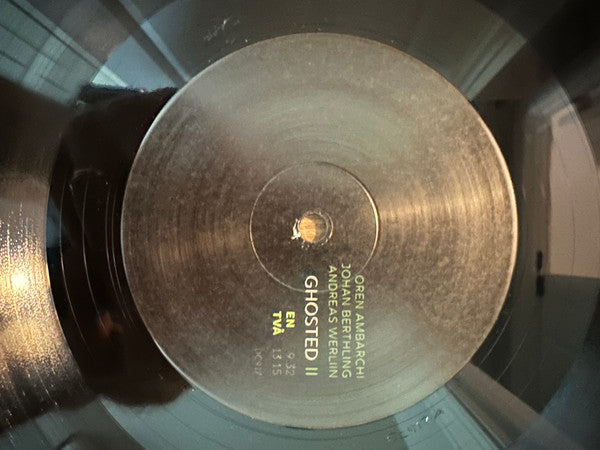 OREN AMBARCHI
JOHAN BERTHLING
ANDREAS WERLIIN
GHOSTED II
EN 9:32
TVÅ 13:15